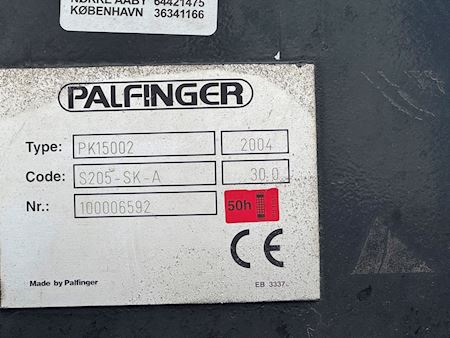 NØRRE AABY 64421475
KØBENHAVN 36341166
PALFINGER
Type: PK15002 2004
Code: S205-SK-A 30.0
Nr.: 100006592 50h
CE
Made by Palfinger EB 3337.